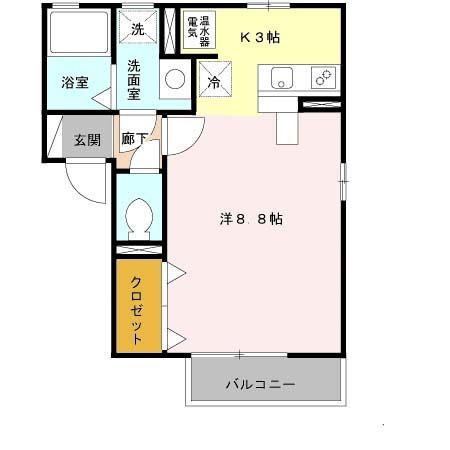 洗
電気
温水器
K3帖
浴室
洗面室
冷
玄関
廊下
洋8.8帖
クロゼット
バルコニー